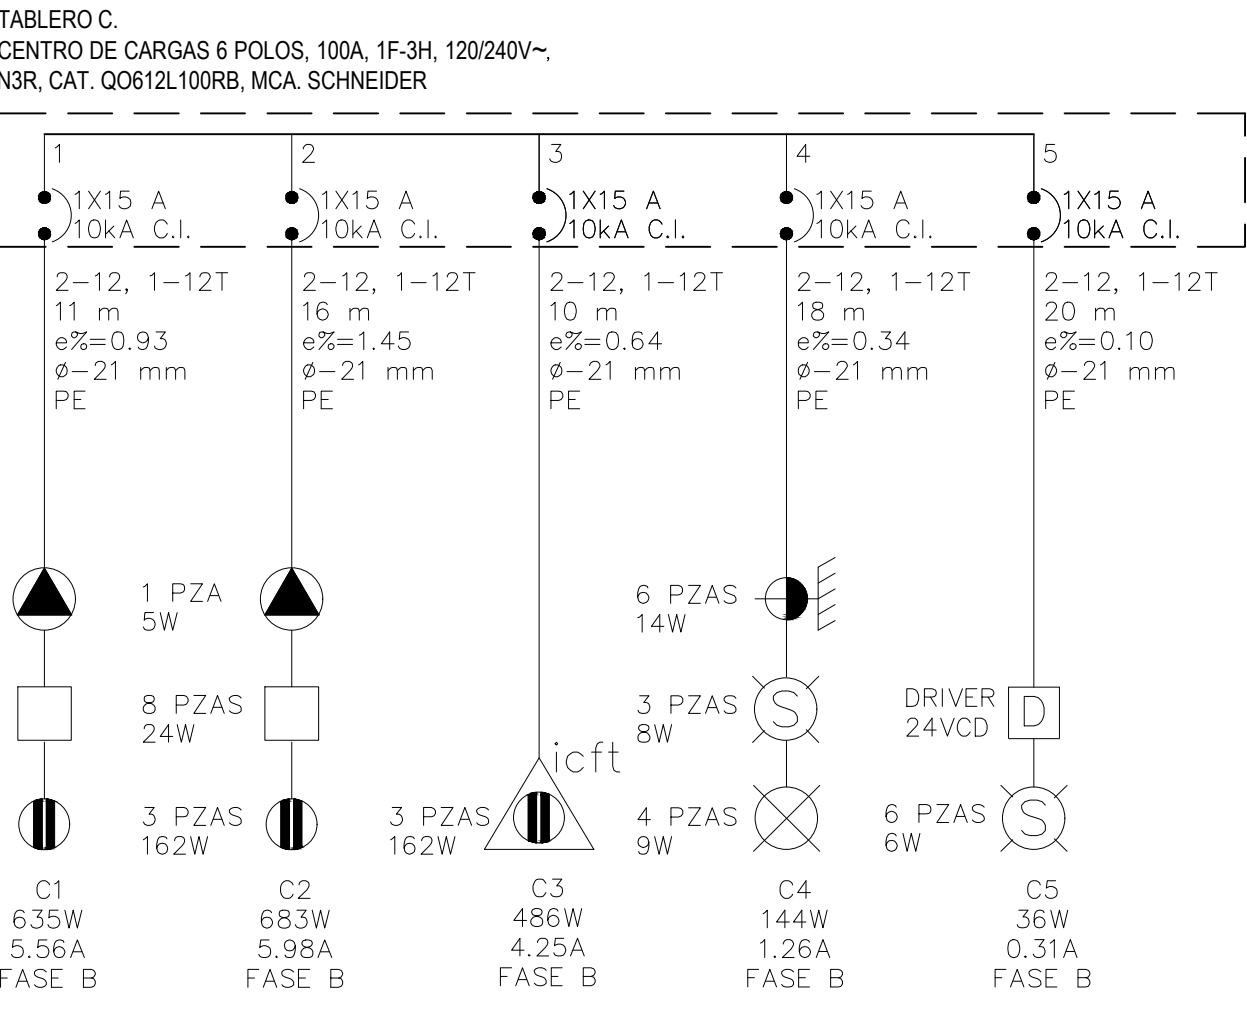 TABLERO C.
CENTRO DE CARGAS 6 POLOS, 100A, 1F-3H, 120/240V~,
N3R, CAT. QO612L100RB, MCA. SCHNEIDER
1
1X15 A
10kA C.I.
2-12, 1-12T
11 m
e%=0.93
ø-21 mm
PE
C1
635W
5.56A
FASE B
2
1X15 A
10kA C.I.
2-12, 1-12T
16 m
e%=1.45
ø-21 mm
PE
1 PZA
5W
8 PZAS
24W
3 PZAS
162W
C2
683W
5.98A
FASE B
3
1X15 A
10kA C.I.
2-12, 1-12T
10 m
e%=0.64
ø-21 mm
PE
icft
3 PZAS
162W
C3
486W
4.25A
FASE B
4
1X15 A
10kA C.I.
2-12, 1-12T
18 m
e%=0.34
ø-21 mm
PE
6 PZAS
14W
3 PZAS
8W
S
4 PZAS
9W
C4
144W
1.26A
FASE B
5
1X15 A
10kA C.I.
2-12, 1-12T
20 m
e%=0.10
ø-21 mm
PE
DRIVER
24VCD
D
6 PZAS
6W
S
C5
36W
0.31A
FASE B